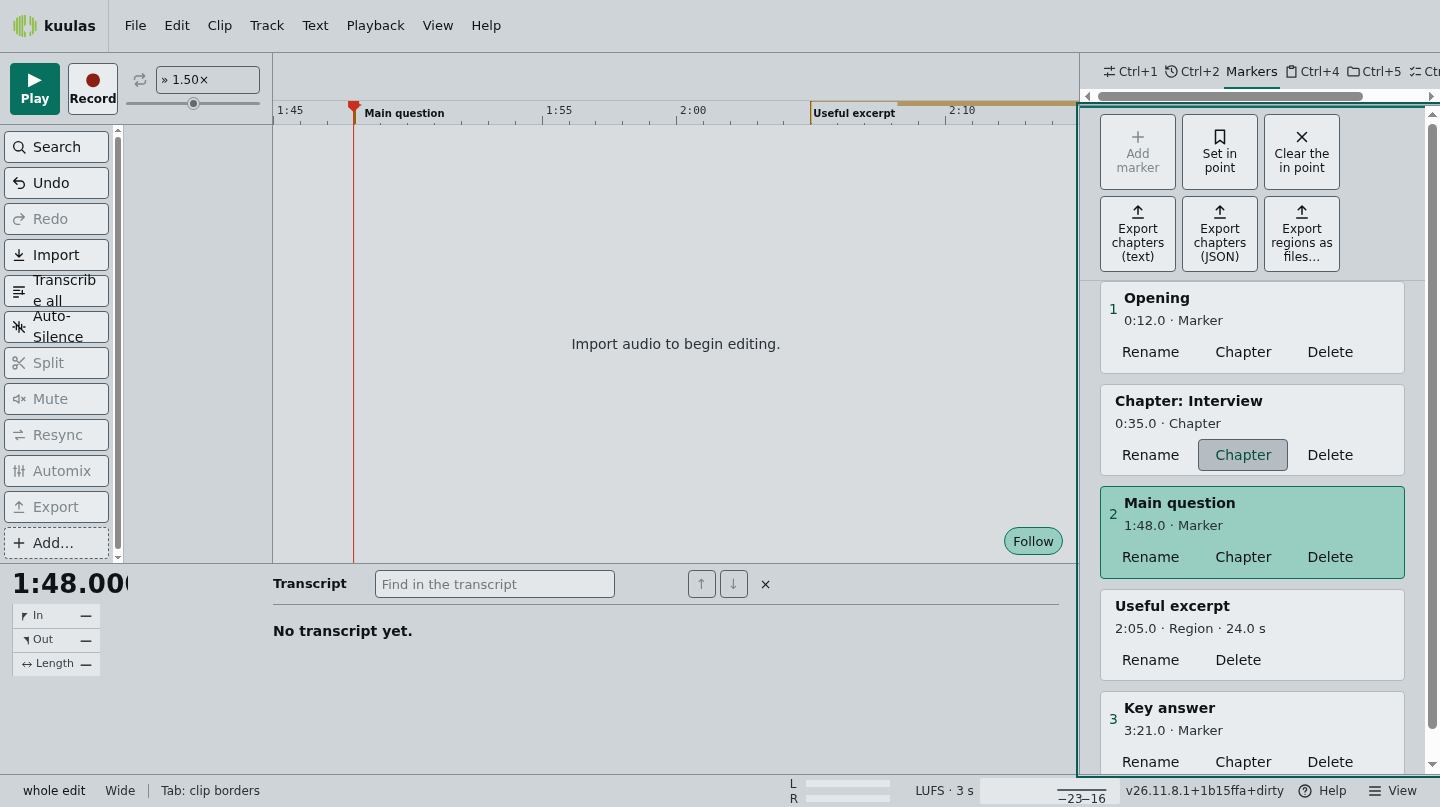 kuulas
File Edit Clip Track Text Playback View Help
Play
Record
» 1.50×
Ctrl+1 Ctrl+2 Markers Ctrl+4 Ctrl+5
1:45 Main question 1:55 2:00 Useful excerpt 2:10
Search
Undo
Redo
Import
Transcrib
e all
Auto-
Silence
Split
Mute
Resync
Automix
Export
Add...
Import audio to begin editing.
Follow
Add
marker
Set in
point
Clear the
in point
Export
chapters
(text)
Export
chapters
(JSON)
Export
regions as
files...
1 Opening
0:12.0 · Marker
Rename Chapter Delete
Chapter: Interview
0:35.0 · Chapter
Rename Chapter Delete
2 Main question
1:48.0 · Marker
Rename Chapter Delete
Useful excerpt
2:05.0 · Region · 24.0 s
Rename Delete
3 Key answer
3:21.0 · Marker
Rename Chapter Delete
1:48.00
In —
Out —
↔ Length —
Transcript Find in the transcript ↑ ↓ ×
No transcript yet.
whole edit Wide Tab: clip borders
L
R
LUFS · 3 s
−23 −16
v26.11.8.1+1b15ffa+dirty
Help
View